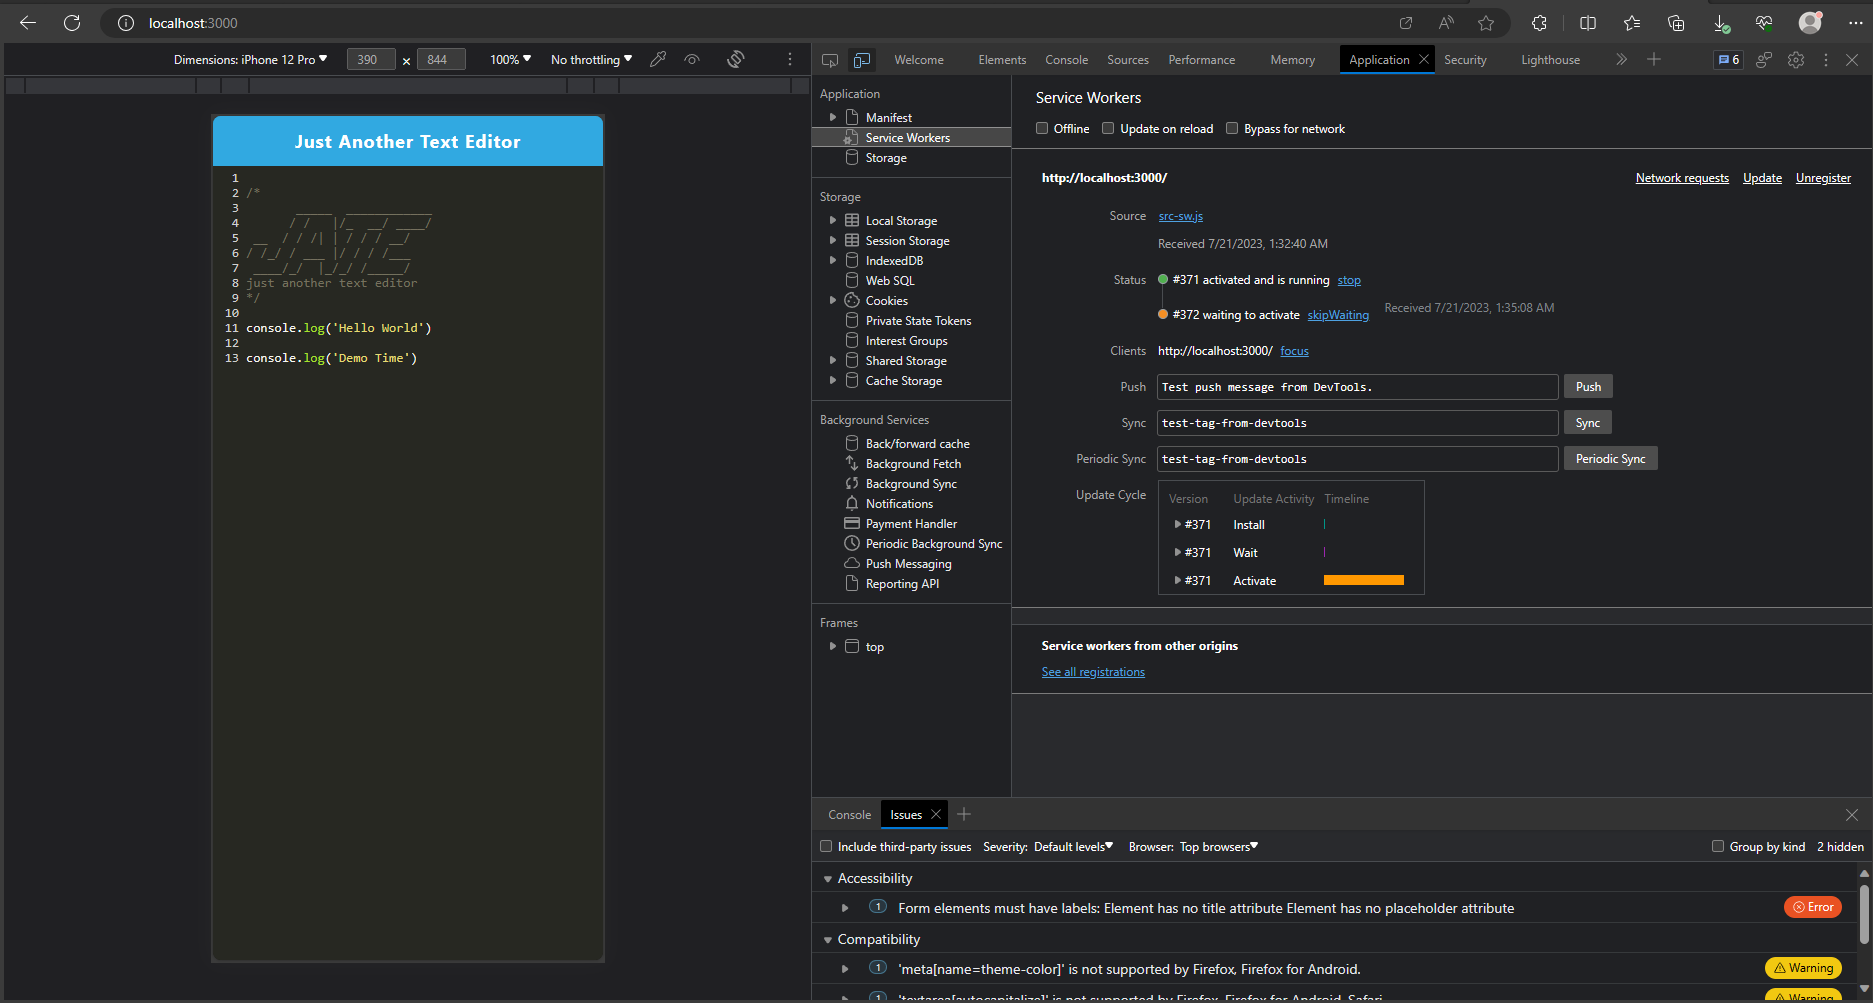 localhost:3000
Dimensions: iPhone 12 Pro 390 × 844 100% No throttling
Welcome Elements Console Sources Performance Memory Application Security Lighthouse 6
Just Another Text Editor
1
2 /*
3
4
5
6
7
8 just another text editor
9 */
10
11 console.log('Hello World')
12
13 console.log('Demo Time')
Application
Manifest
Service Workers
Storage
Storage
Local Storage
Session Storage
IndexedDB
Web SQL
Cookies
Private State Tokens
Interest Groups
Shared Storage
Cache Storage
Background Services
Back/forward cache
Background Fetch
Background Sync
Notifications
Payment Handler
Periodic Background Sync
Push Messaging
Reporting API
Frames
top
Service Workers
Offline Update on reload Bypass for network
http://localhost:3000/ Network requests Update Unregister
Source src-sw.js
Received 7/21/2023, 1:32:40 AM
Status #371 activated and is running stop
#372 waiting to activate skipWaiting Received 7/21/2023, 1:35:08 AM
Clients http://localhost:3000/ focus
Push Test push message from DevTools. Push
Sync test-tag-from-devtools Sync
Periodic Sync test-tag-from-devtools Periodic Sync
Update Cycle Version Update Activity Timeline
#371 Install
#371 Wait
#371 Activate
Service workers from other origins
See all registrations
Console Issues
Include third-party issues Severity: Default levels Browser: Top browsers Group by kind 2 hidden
Accessibility
1 Form elements must have labels: Element has no title attribute Element has no placeholder attribute Error
Compatibility
1 'meta[name=theme-color]' is not supported by Firefox, Firefox for Android. Warning
1 'textarea[autocapitalize]' is not supported by Firefox, Firefox for Android, Safari. Warning